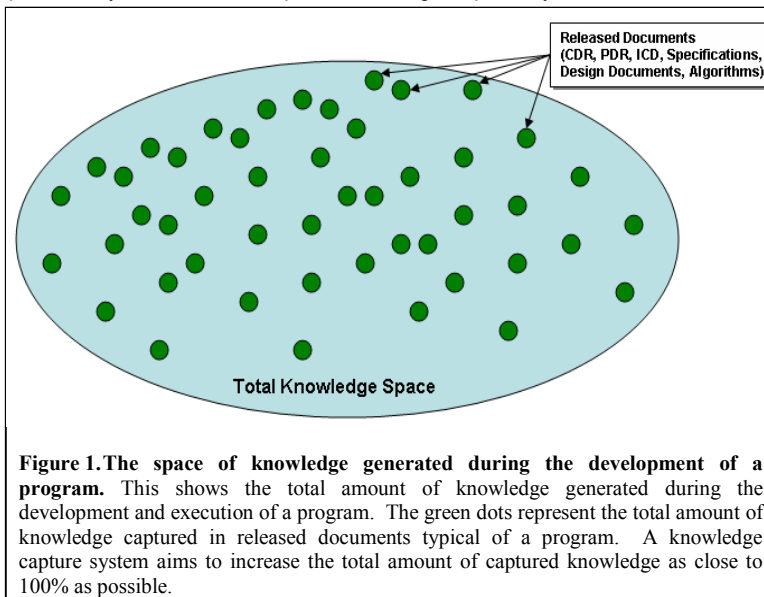 Released Documents
(CDR, PDR, ICD, Specifications,
Design Documents, Algorithms)
Total Knowledge Space
Figure 1. The space of knowledge generated during the development of a
program. This shows the total amount of knowledge generated during the
development and execution of a program. The green dots represent the total amount of
knowledge captured in released documents typical of a program. A knowledge
capture system aims to increase the total amount of captured knowledge as close to
100% as possible.